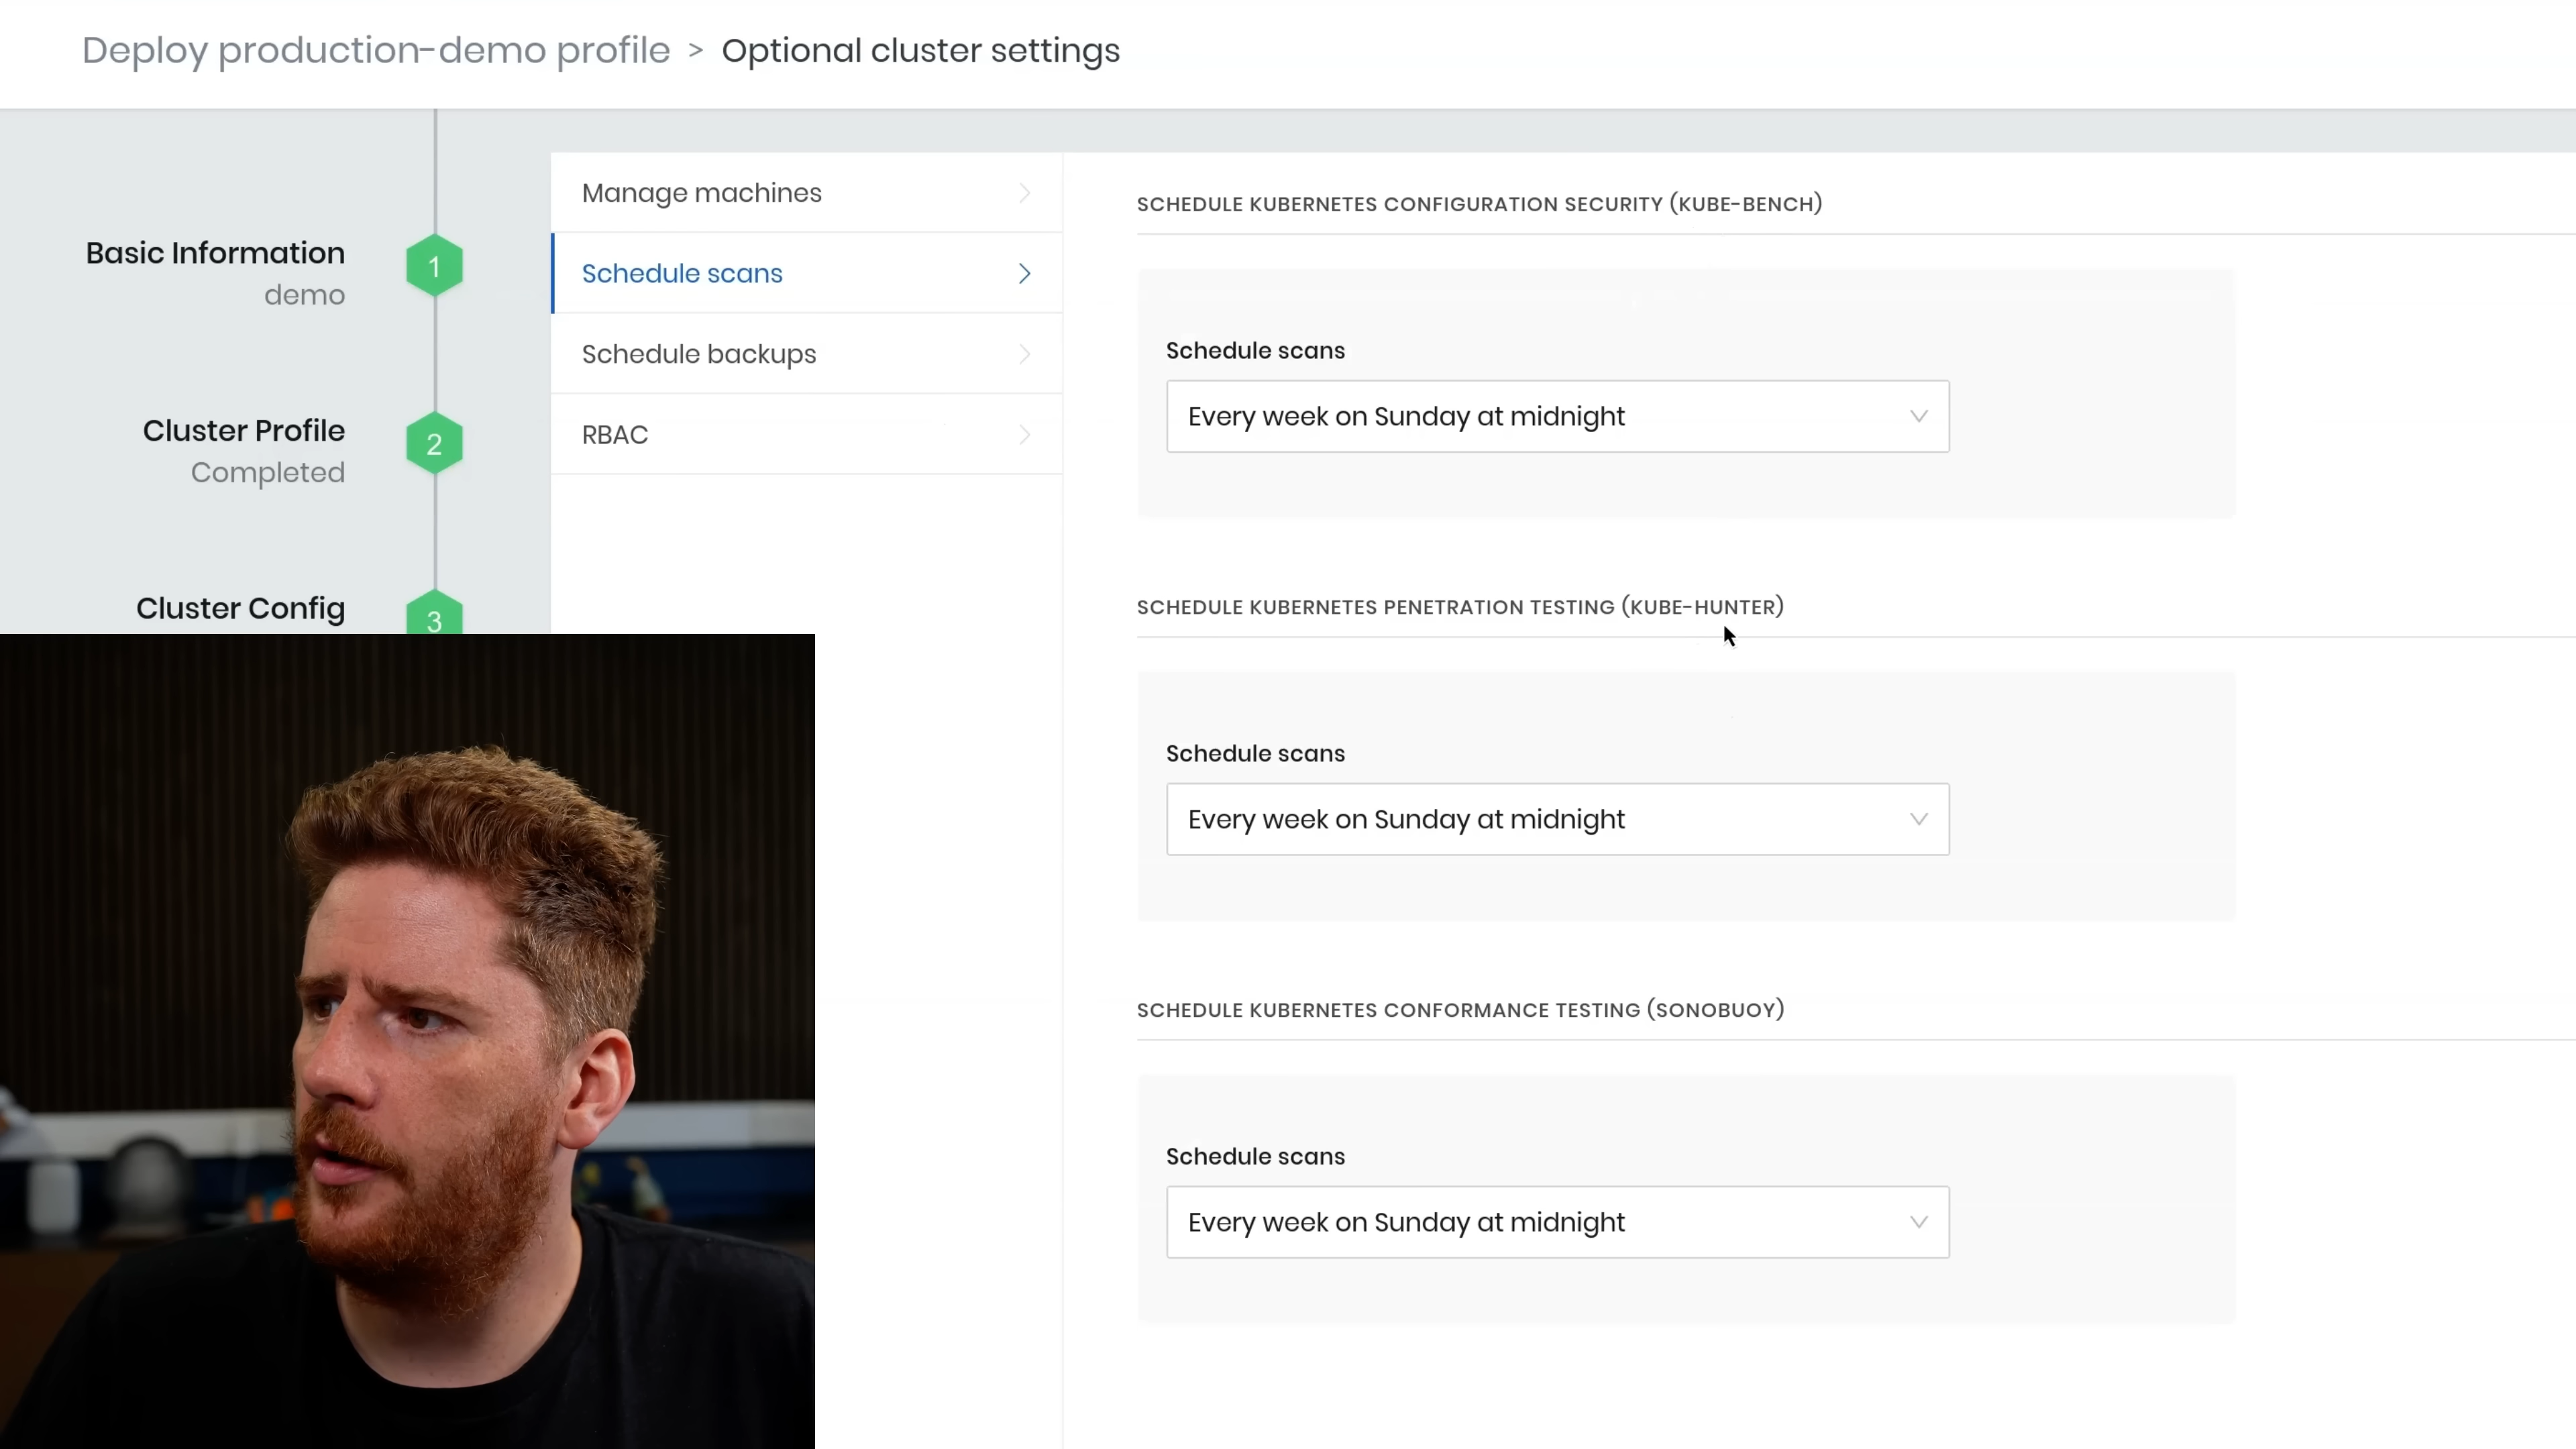 Deploy production-demo profile > Optional cluster settings
Basic Information
demo
1
Cluster Profile
Completed
2
Cluster Config
3
Manage machines
Schedule scans
Schedule backups
RBAC
SCHEDULE KUBERNETES CONFIGURATION SECURITY (KUBE-BENCH)
Schedule scans
Every week on Sunday at midnight
SCHEDULE KUBERNETES PENETRATION TESTING (KUBE-HUNTER)
Schedule scans
Every week on Sunday at midnight
SCHEDULE KUBERNETES CONFORMANCE TESTING (SONOBUOY)
Schedule scans
Every week on Sunday at midnight